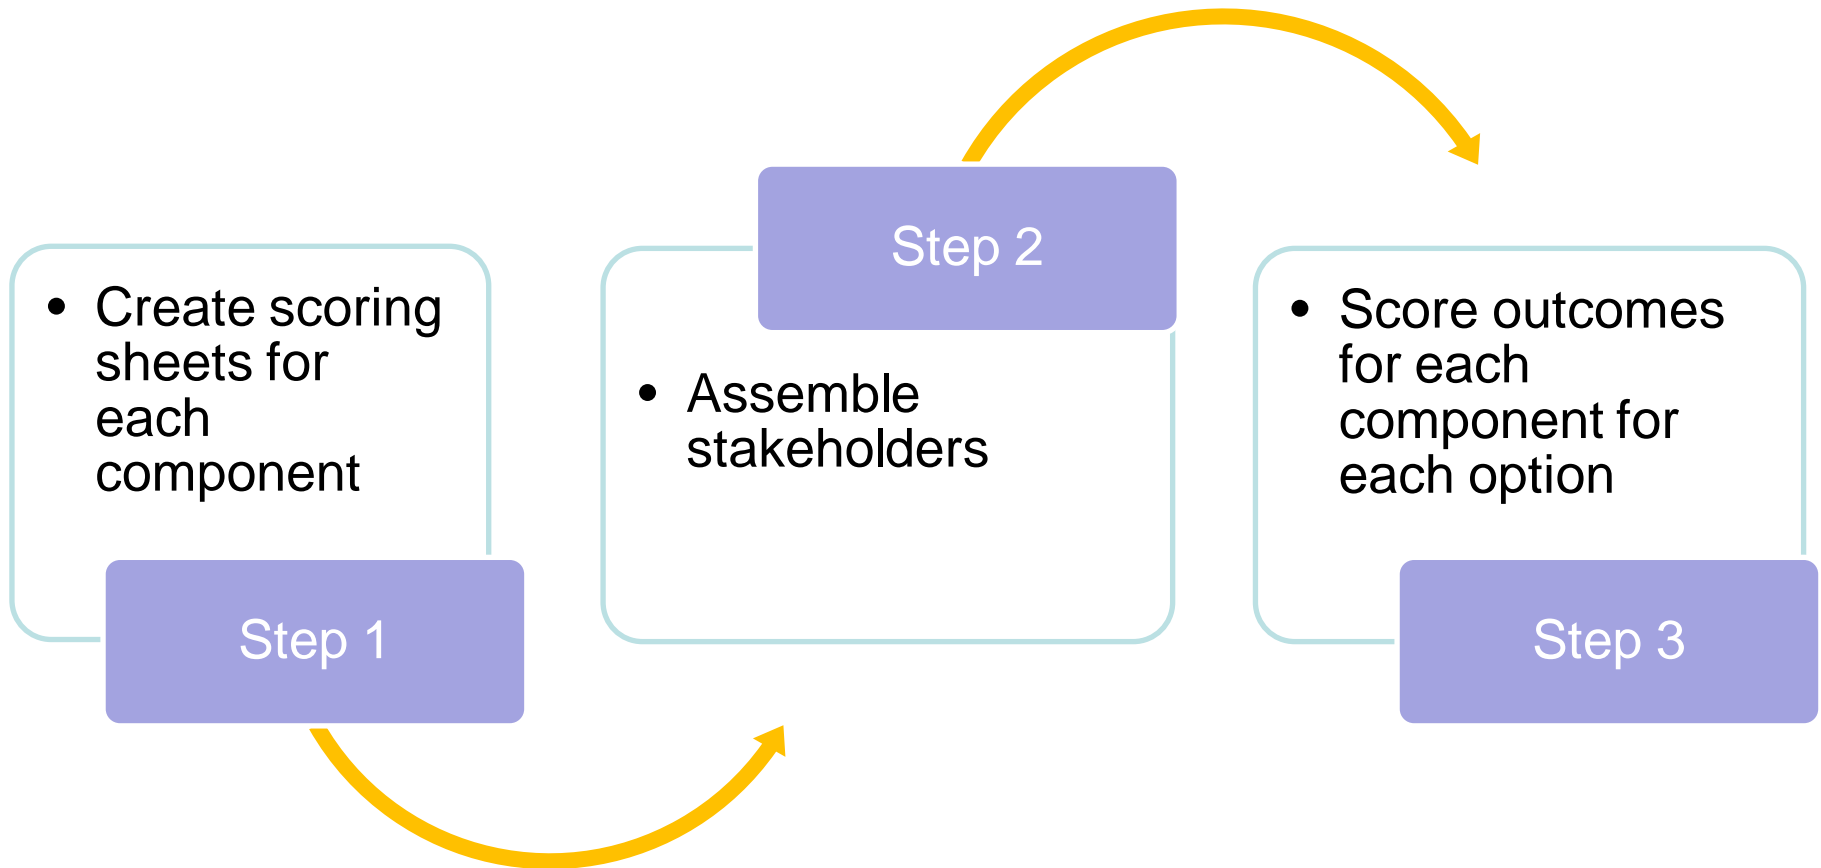 • Create scoring
sheets for
each
component
Step 1
Step 2
• Assemble
stakeholders
• Score outcomes
for each
component for
each option
Step 3